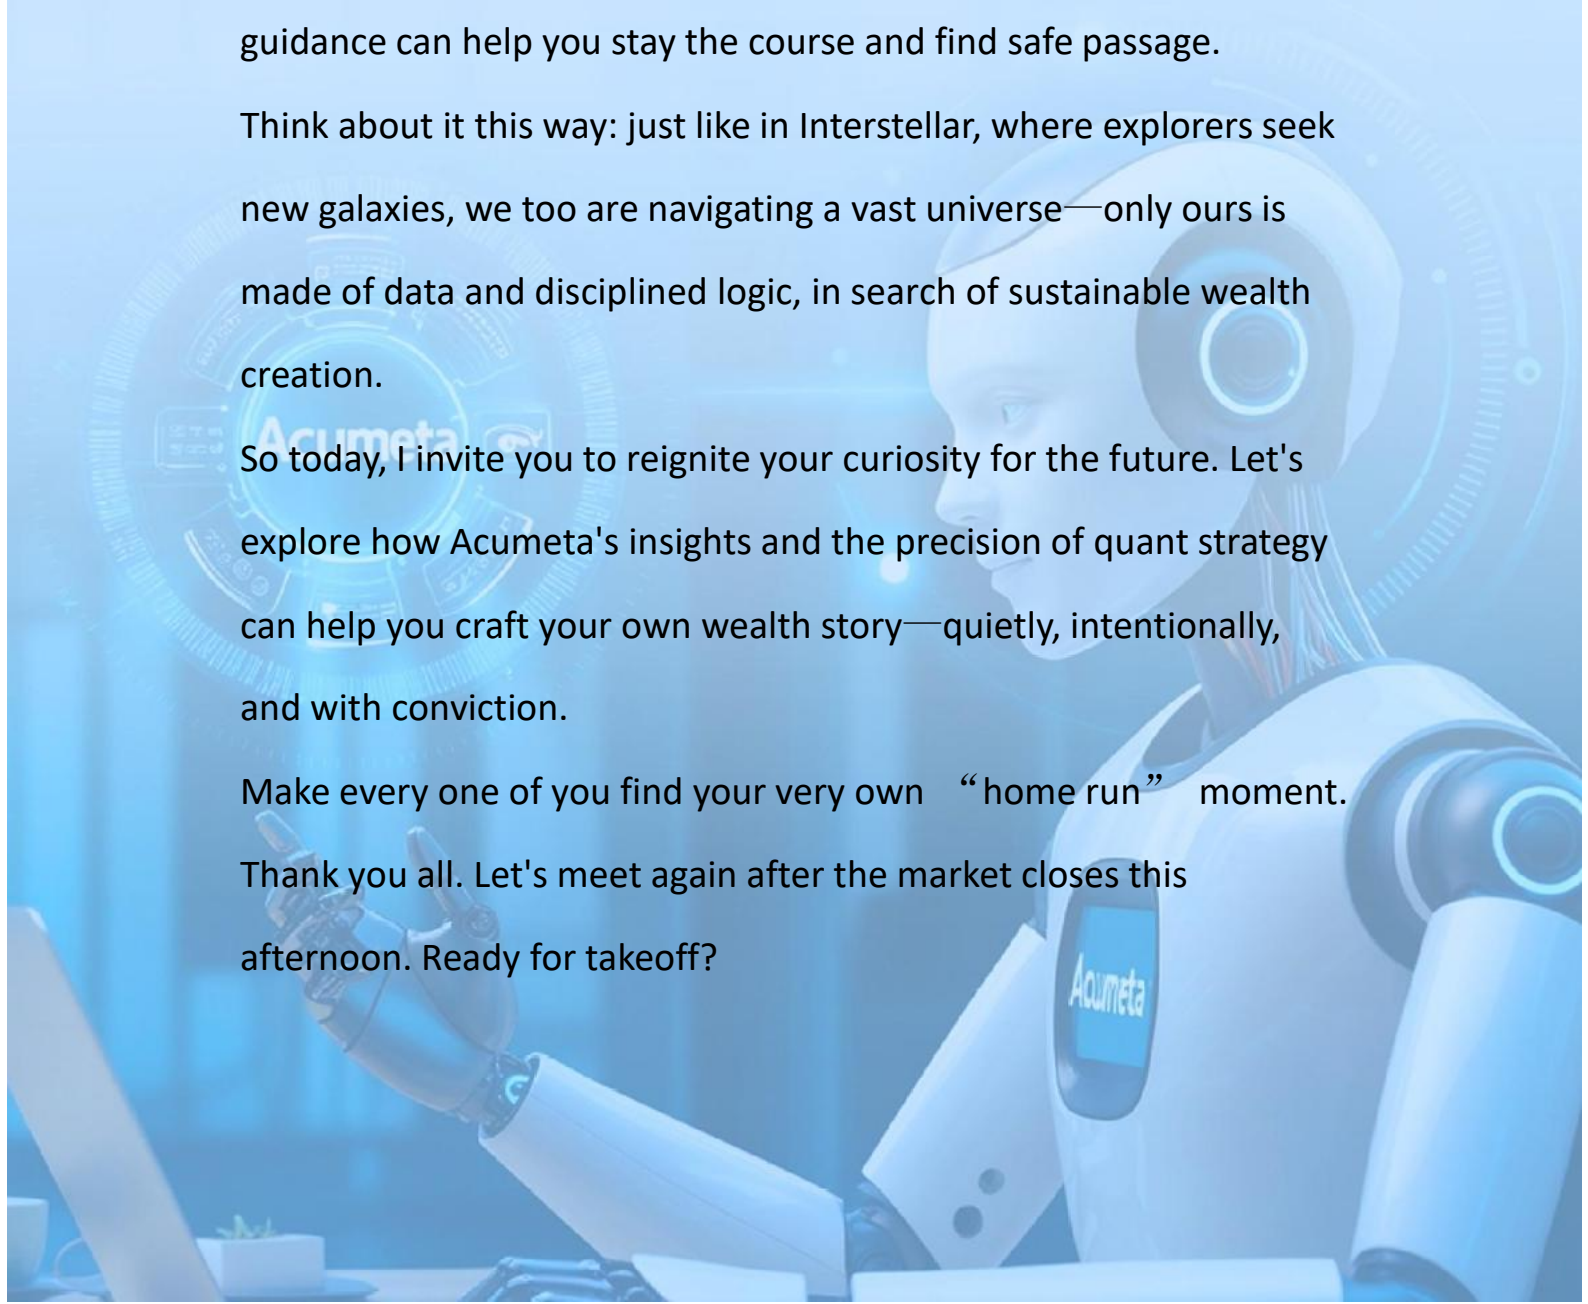 guidance can help you stay the course and find safe passage.
Think about it this way: just like in Interstellar, where explorers seek
new galaxies, we too are navigating a vast universe—only ours is
made of data and disciplined logic, in search of sustainable wealth
creation.
Acumeta
So today, I invite you to reignite your curiosity for the future. Let's
explore how Acumeta's insights and the precision of quant strategy
can help you craft your own wealth story—quietly, intentionally,
and with conviction.
Make every one of you find your very own “home run” moment.
Thank you all. Let's meet again after the market closes this
afternoon. Ready for takeoff?
Acumeta